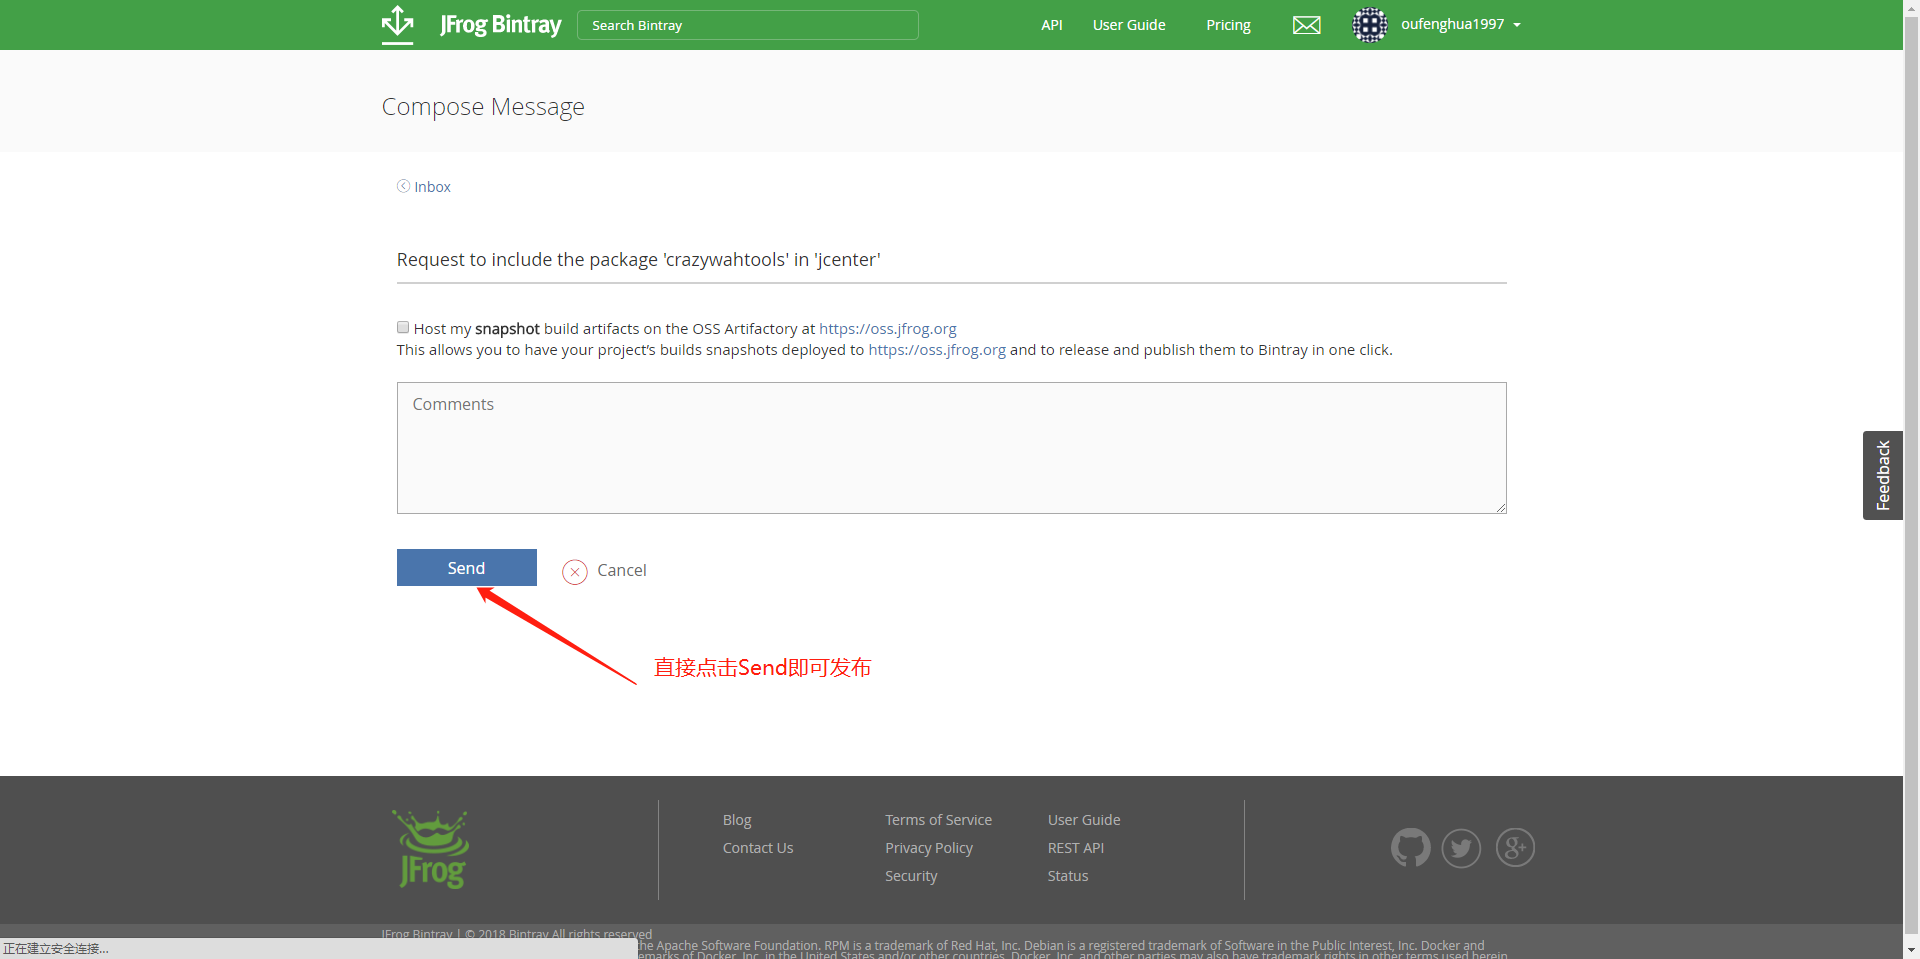 JFrog Bintray
Search Bintray
API
User Guide
Pricing
oufenghua1997
Compose Message
Inbox
Request to include the package 'crazywahtools' in 'jcenter'
Host my snapshot build artifacts on the OSS Artifactory at https://oss.jfrog.org
This allows you to have your project's builds snapshots deployed to https://oss.jfrog.org and to release and publish them to Bintray in one click.
Comments
Send
Cancel
直接点击Send即可发布
Feedback
JFrog
Blog
Contact Us
Terms of Service
Privacy Policy
Security
User Guide
REST API
Status
JFrog Bintray | © 2018 Bintray All rights reserved
the Apache Software Foundation. RPM is a trademark of Red Hat, Inc. Debian is a registered trademark of Software in the Public Interest, Inc. Docker and
emarks of Docker, Inc. in the United States and/or other countries. Docker, Inc. and other parties may also have trademark rights in other terms used herein
正在建立安全连接...